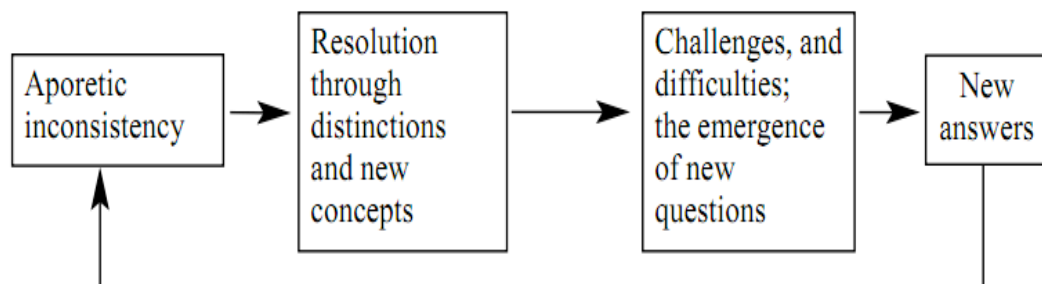 Aporetic
inconsistency
Resolution
through
distinctions
and new
concepts
Challenges, and
difficulties;
the emergence
of new
questions
New
answers